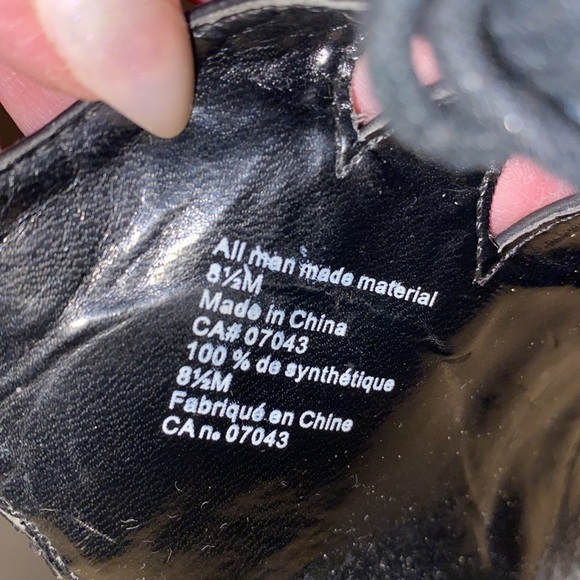 All man made material
8½M
Made in China
CA# 07043
100 % de synthétique
8½M
Fabriqué en Chine
CA n. 07043